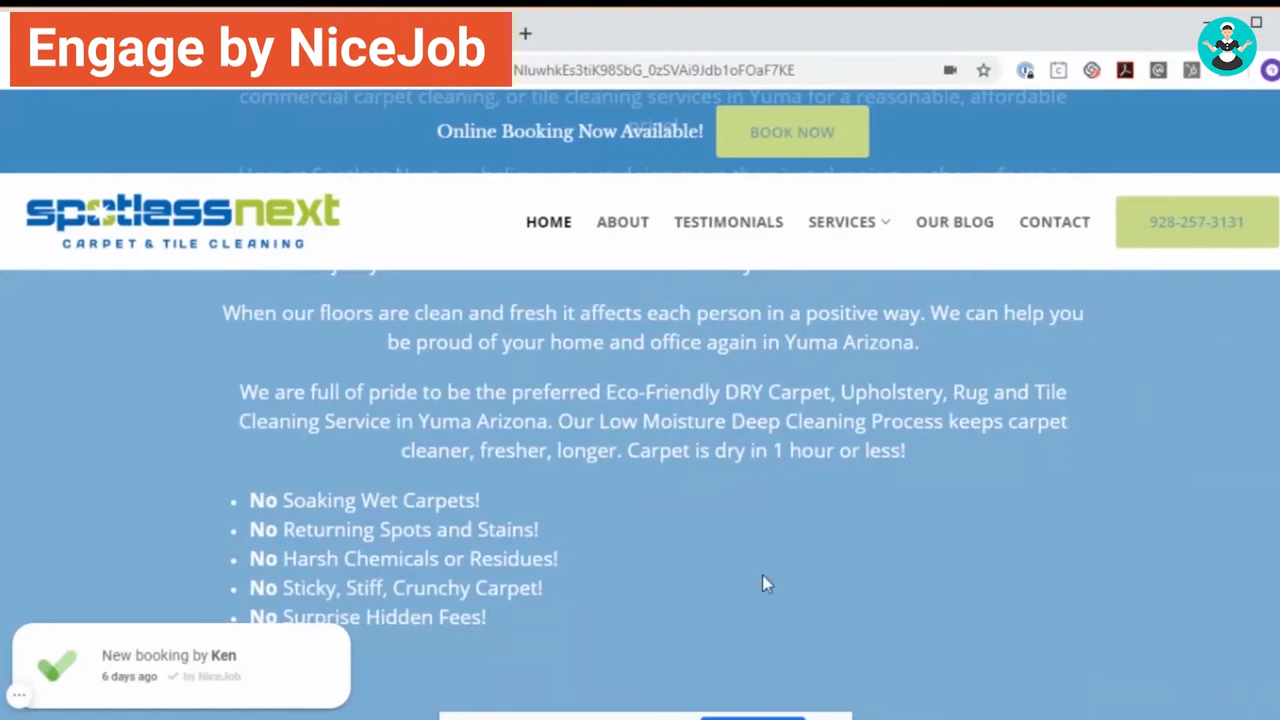 Engage by NiceJob
NluwhkEs3tiK98SbG_0zSVAi9Jdb1oFOaF7KE
commercial carpet cleaning, or tile cleaning services in Yuma for a reasonable, affordable
Online Booking Now Available!
BOOK NOW
spotlessnext
CARPET & TILE CLEANING
HOME
ABOUT
TESTIMONIALS
SERVICES
OUR BLOG
CONTACT
928-257-3131
When our floors are clean and fresh it affects each person in a positive way. We can help you
be proud of your home and office again in Yuma Arizona.
We are full of pride to be the preferred Eco-Friendly DRY Carpet, Upholstery, Rug and Tile
Cleaning Service in Yuma Arizona. Our Low Moisture Deep Cleaning Process keeps carpet
cleaner, fresher, longer. Carpet is dry in 1 hour or less!
• No Soaking Wet Carpets!
• No Returning Spots and Stains!
• No Harsh Chemicals or Residues!
• No Sticky, Stiff, Crunchy Carpet!
• No Surprise Hidden Fees!
New booking by Ken
6 days ago
by NiceJob